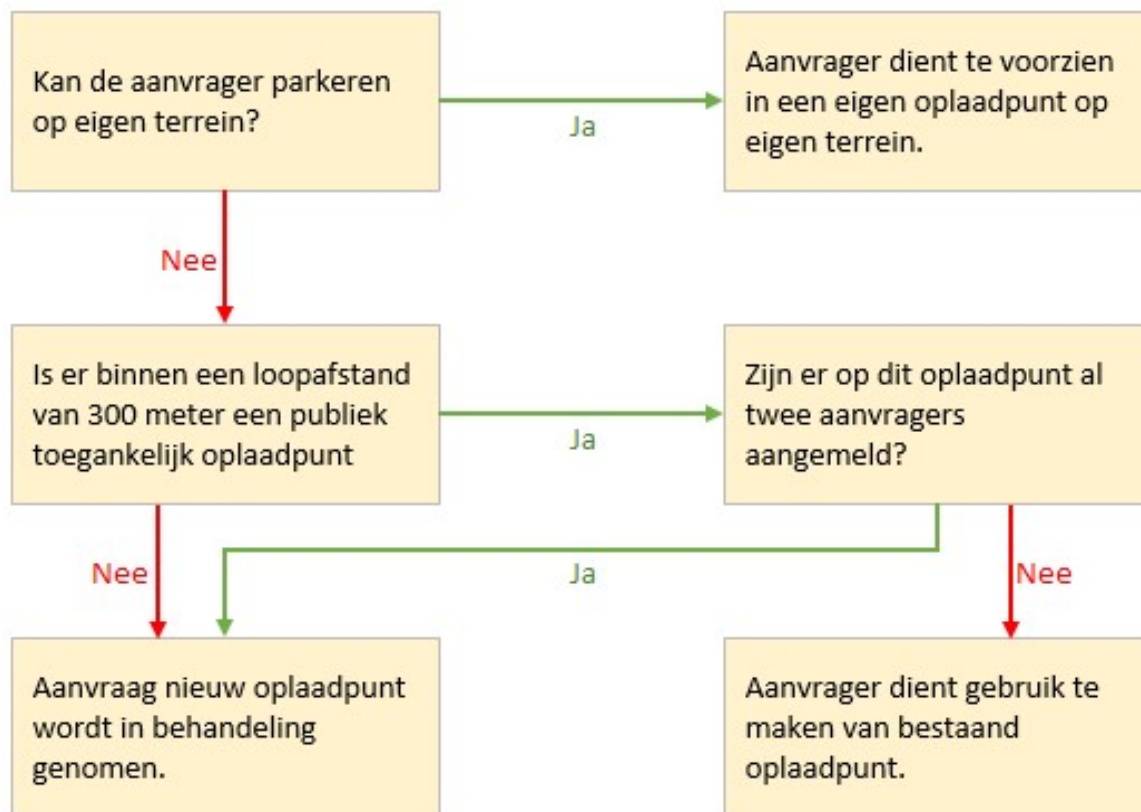 Kan de aanvrager parkeren
op eigen terrein?
Ja
Aanvrager dient te voorzien
in een eigen oplaadpunt op
eigen terrein.
Nee
Is er binnen een loopafstand
van 300 meter een publiek
toegankelijk oplaadpunt
Ja
Zijn er op dit oplaadpunt al
twee aanvragers
aangemeld?
Nee
Ja
Nee
Aanvraag nieuw oplaadpunt
wordt in behandeling
genomen.
Aanvrager dient gebruik te
maken van bestaand
oplaadpunt.